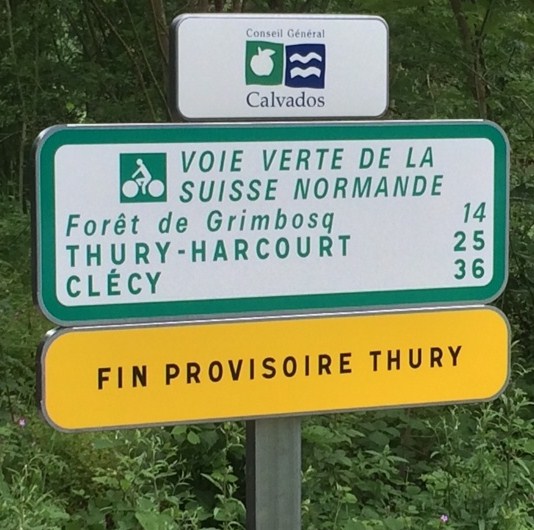 Conseil Général
Calvados
VOIE VERTE DE LA
SUISSE NORMANDE
Forêt de Grimbosq 14
THURY-HARCOURT 25
CLÉCY 36
FIN PROVISOIRE THURY